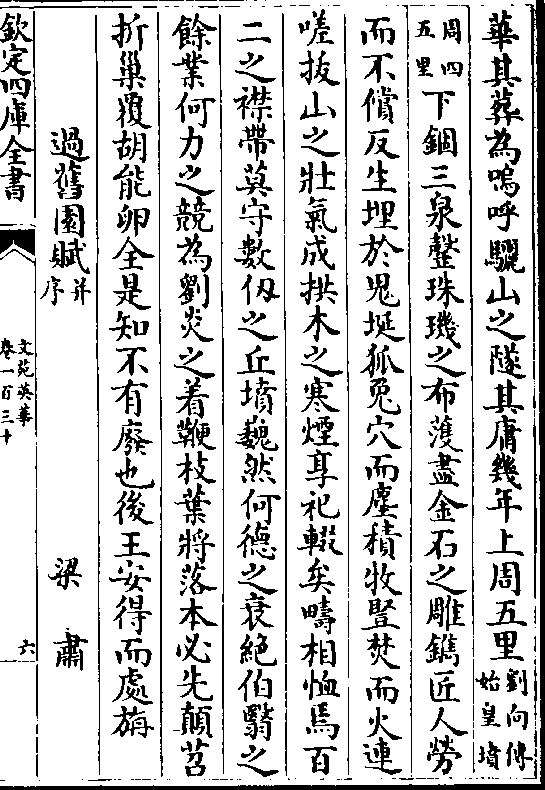 華其葬為嗚呼驪山之隧其庸幾年上周五里劉向傳始皇墳
周四五里下錮三泉整珠璣之布濩盡金石之雕鐫匠人勞
而不償反生埋於鬼埏狐兎穴而塵積牧豎焚而火連
嗟拔山之壯氣成拱木之寒煙享祀輟矣疇相恤焉百
二之襟帶莫守數仭之丘墳巍然何德之衰絶伯翳之
餘業何力之競為劉炎之着鞭枝葉將落本必先顛苕
折巢覆胡能卵全是知不有廢也後王安得而處旃
過舊園賦并序 梁肅
欽定四庫全書
文苑英華
卷一百三十
六